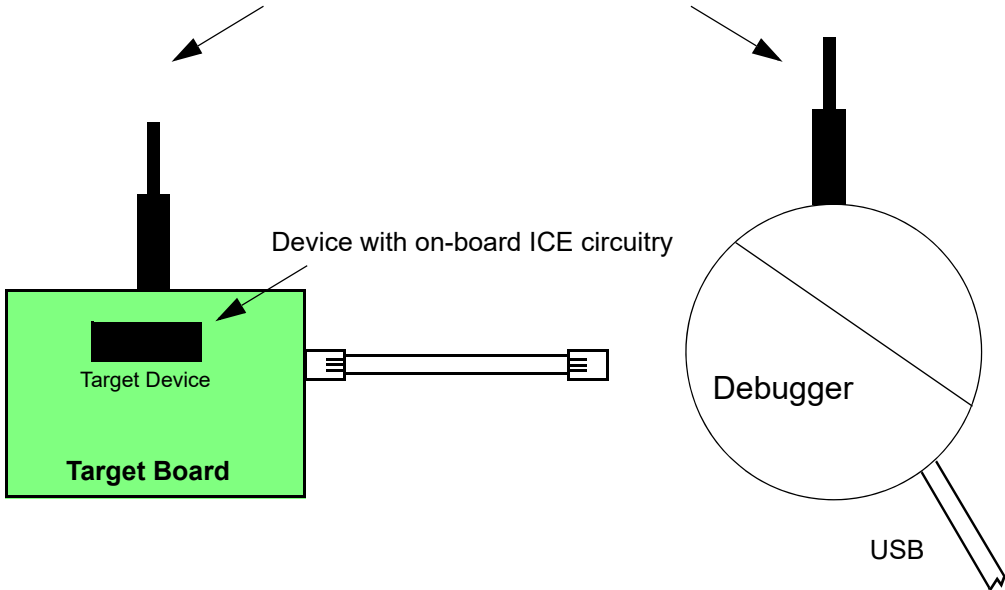 Device with on-board ICE circuitry
Target Device
Debugger
Target Board
USB